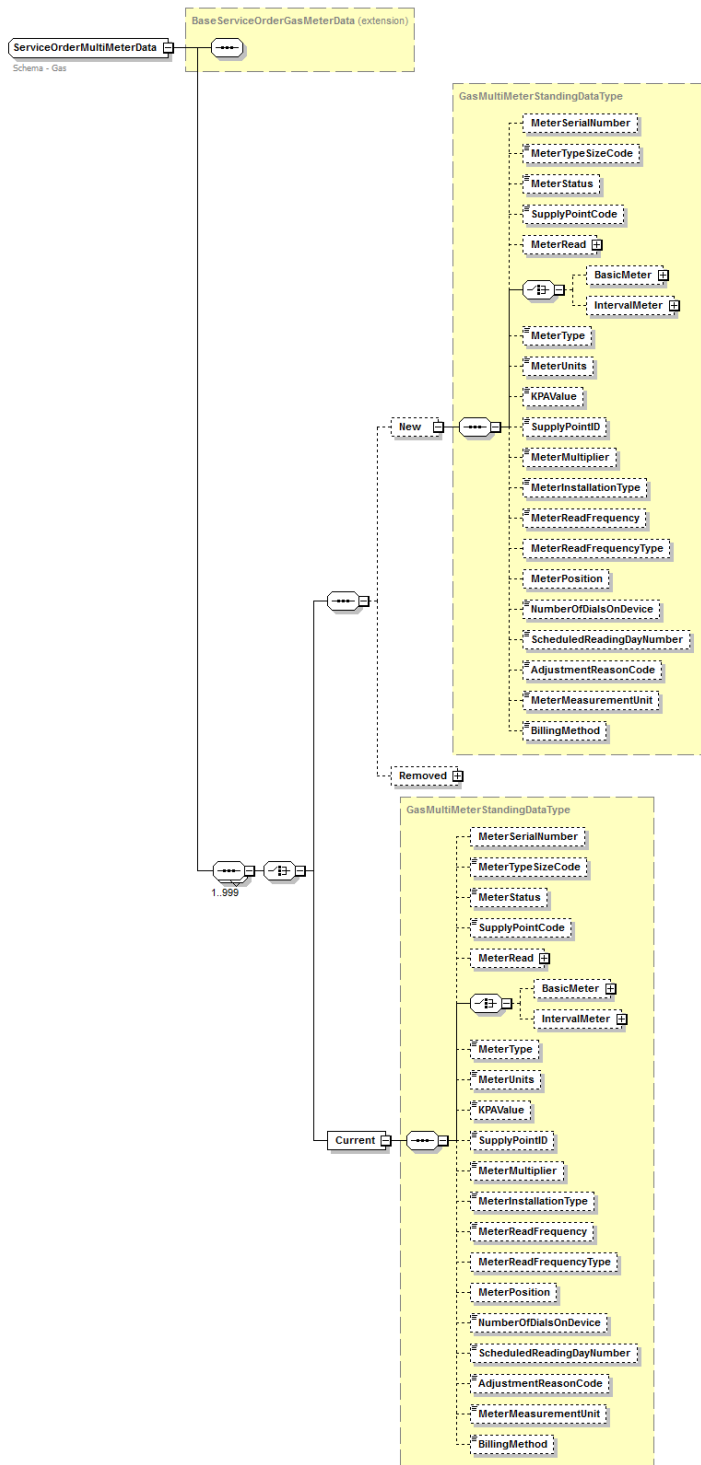 BaseServiceOrderGasMeterData (extension)
ServiceOrderMultiMeterData
Schema - Gas
GasMultiMeterStandingDataType
MeterSerialNumber
MeterTypeSizeCode
MeterStatus
SupplyPointCode
MeterRead
BasicMeter
IntervalMeter
MeterType
MeterUnits
KPAValue
New
SupplyPointID
MeterMultiplier
MeterInstallationType
MeterReadFrequency
MeterReadFrequencyType
MeterPosition
NumberOfDialsOnDevice
ScheduledReadingDayNumber
AdjustmentReasonCode
MeterMeasurementUnit
BillingMethod
Removed
GasMultiMeterStandingDataType
MeterSerialNumber
MeterTypeSizeCode
1..999
MeterStatus
SupplyPointCode
MeterRead
BasicMeter
IntervalMeter
MeterType
MeterUnits
KPAValue
Current
SupplyPointID
MeterMultiplier
MeterInstallationType
MeterReadFrequency
MeterReadFrequencyType
MeterPosition
NumberOfDialsOnDevice
ScheduledReadingDayNumber
AdjustmentReasonCode
MeterMeasurementUnit
BillingMethod